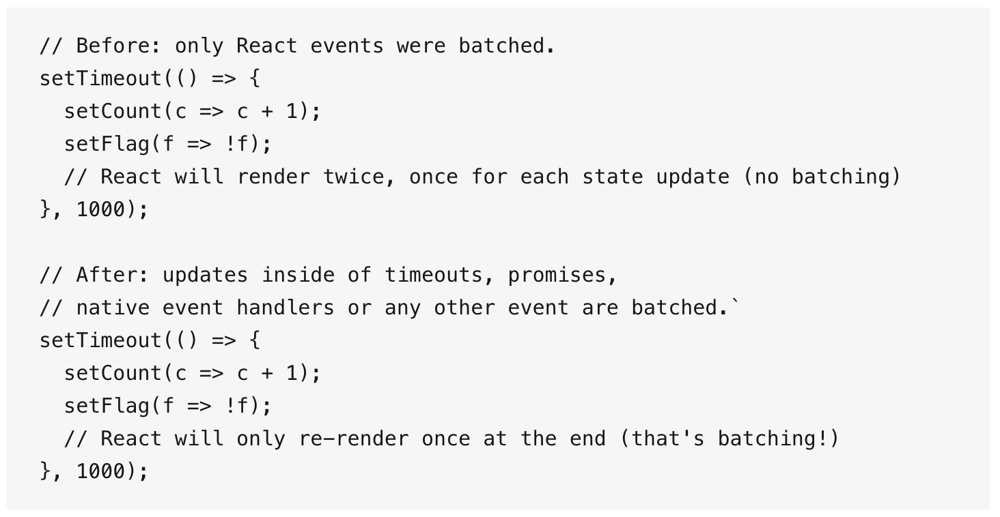 // Before: only React events were batched.
setTimeout(() => {
  setCount(c => c + 1);
  setFlag(f => !f);
  // React will render twice, once for each state update (no batching)
}, 1000);

// After: updates inside of timeouts, promises,
// native event handlers or any other event are batched.`
setTimeout(() => {
  setCount(c => c + 1);
  setFlag(f => !f);
  // React will only re-render once at the end (that's batching!)
}, 1000);